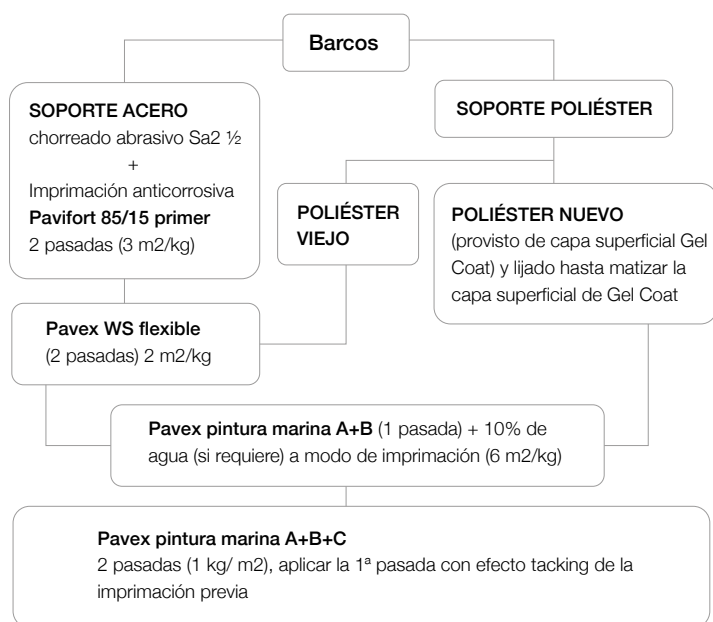 Barcos
SOPORTE ACERO
chorreado abrasivo Sa2 ½
+
Imprimación anticorrosiva
Pavifort 85/15 primer
2 pasadas (3 m2/kg)
SOPORTE POLIÉSTER
POLIÉSTER
VIEJO
POLIÉSTER NUEVO
(provisto de capa superficial Gel
Coat) y lijado hasta matizar la
capa superficial de Gel Coat
Pavex WS flexible
(2 pasadas) 2 m2/kg
Pavex pintura marina A+B (1 pasada) + 10% de
agua (si requiere) a modo de imprimación (6 m2/kg)
Pavex pintura marina A+B+C
2 pasadas (1 kg/ m2), aplicar la 1ª pasada con efecto tacking de la
imprimación previa